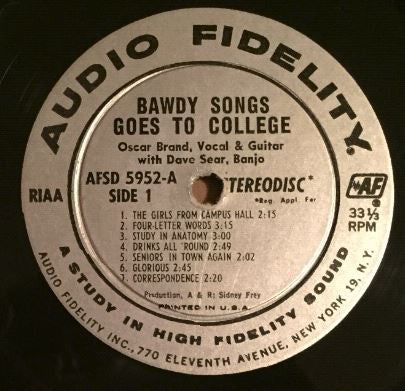 AUDIO FIDELITY®
BAWDY SONGS
GOES TO COLLEGE
Oscar Brand, Vocal & Guitar
with Dave Sear, Banjo
AFSD 5952-A
SIDE 1
STEREODISC*
*Reg. Appl. For
RIAA
AF®
33⅓
RPM
1. THE GIRLS FROM CAMPUS HALL 2:15
2. FOUR-LETTER WORDS 3:15
3. STUDY IN ANATOMY 3:00
4. DRINKS ALL 'ROUND 2:49
5. SENIORS IN TOWN AGAIN 2:02
6. GLORIOUS 2:45
7. CORRESPONDENCE 2:20
Production, A & R: Sidney Frey
PRINTED IN U.S.A.
A STUDY IN HIGH FIDELITY SOUND
AUDIO FIDELITY INC., 770 ELEVENTH AVENUE, NEW YORK 19, N.Y.